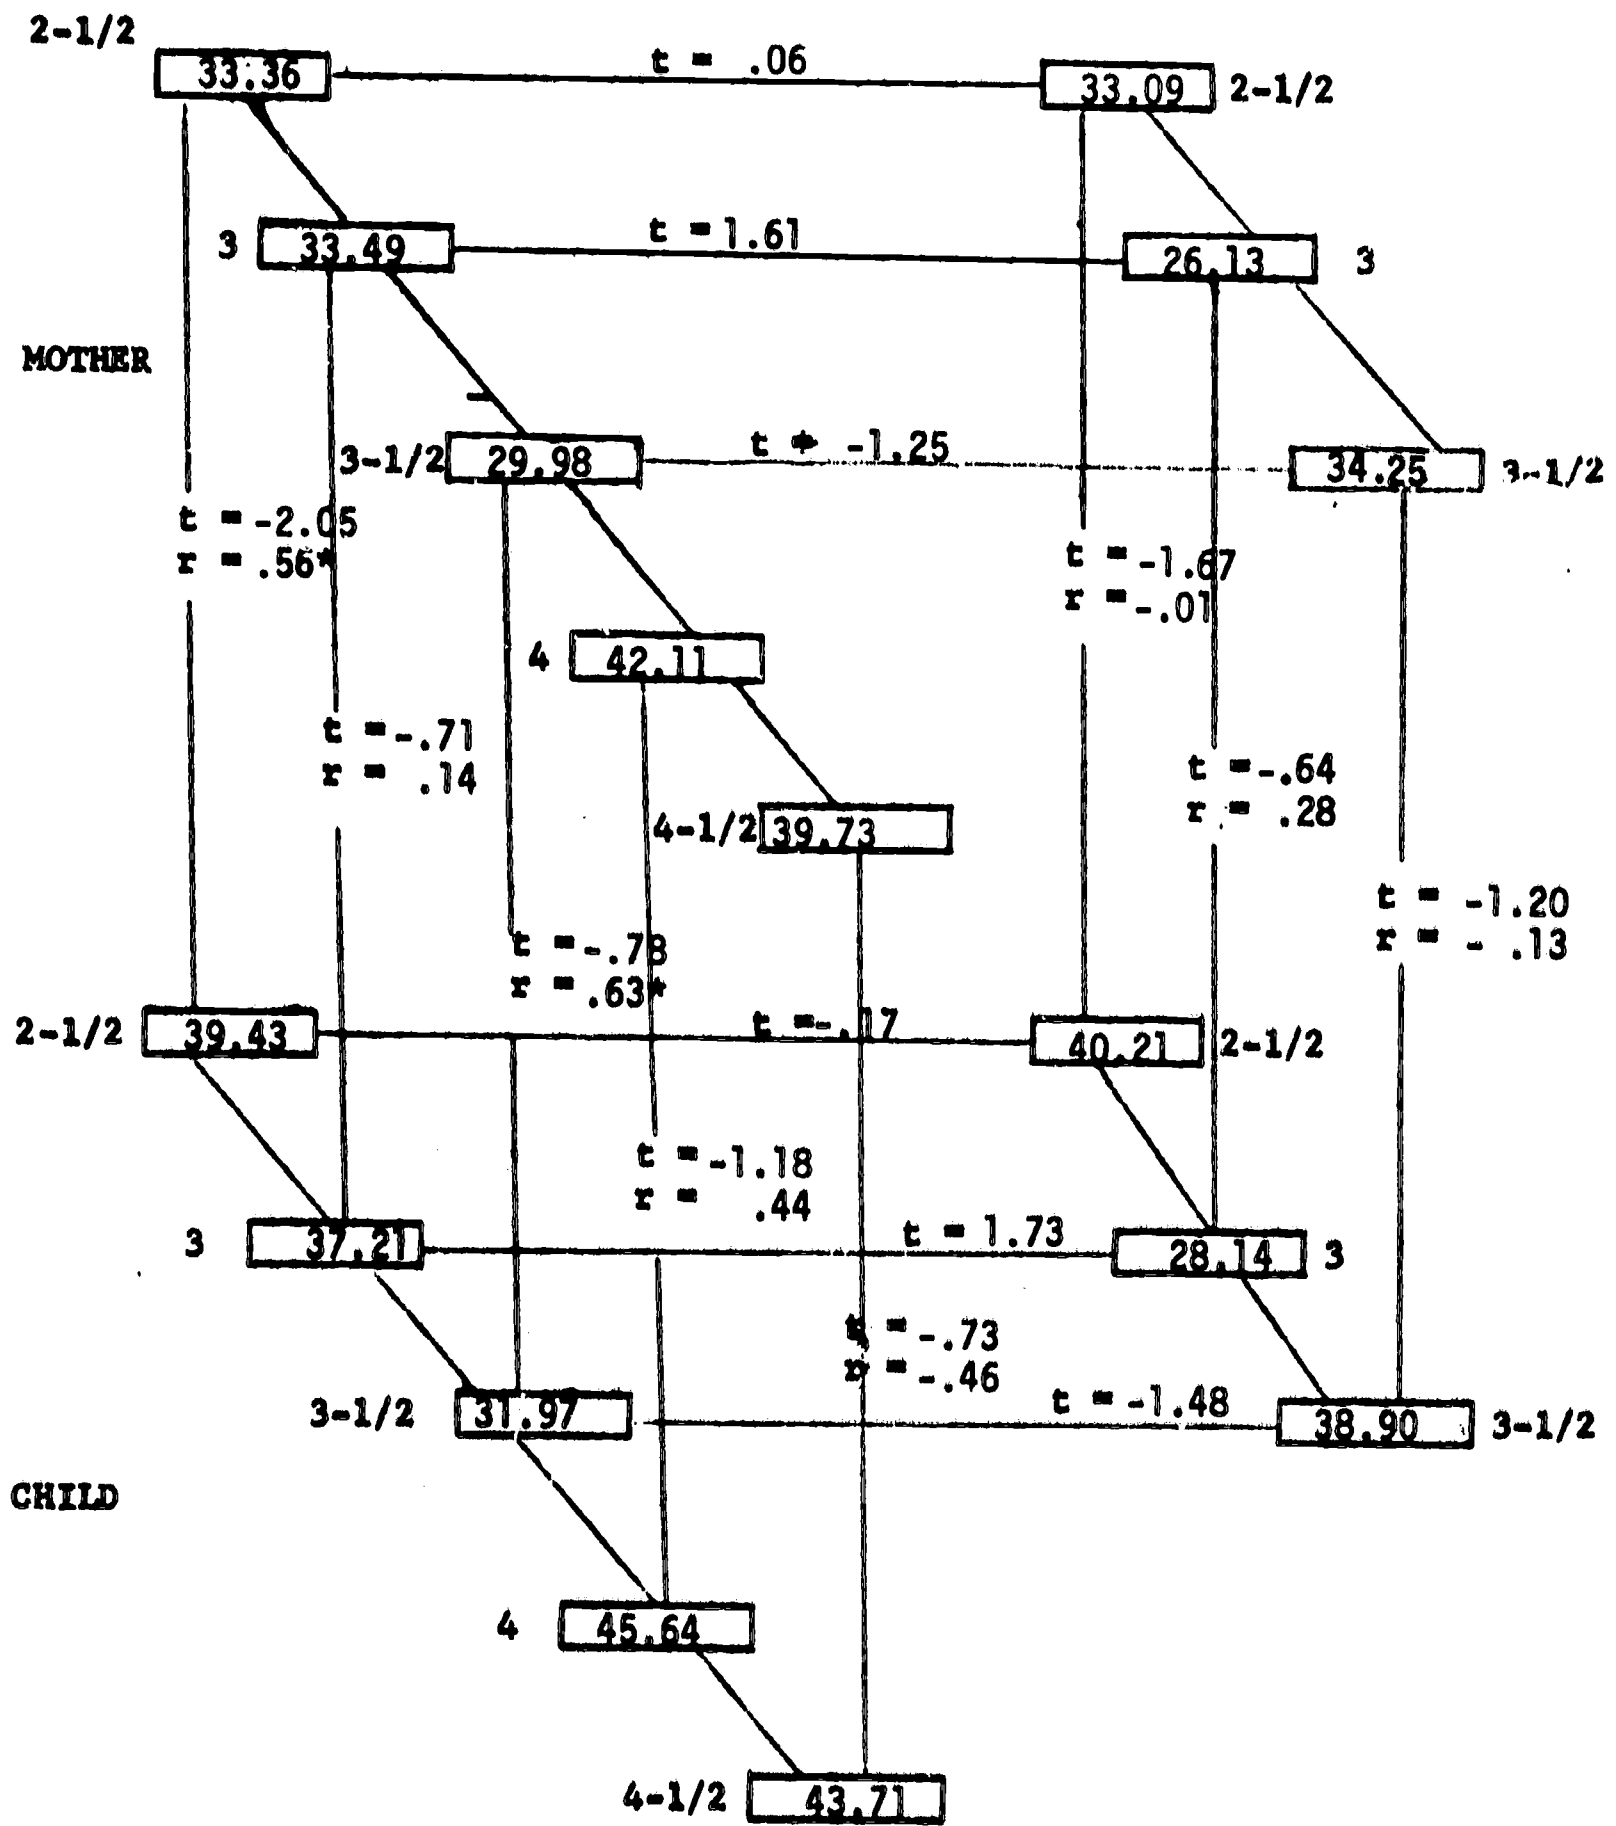 2-1/2
33.36
t = .06
33.09
2-1/2
3
33.49
t = 1.61
26.13
3
MOTHER
3-1/2
29.98
t = -1.25
34.25
3-1/2
t = -2.05
r = .56*
t = -1.67
r = -.01
4
42.11
t = -.71
r = .14
t = -.64
r = .28
4-1/2
39.73
t = -1.20
r = - .13
t = -.78
r = .63*
2-1/2
39.43
t = -.17
40.21
2-1/2
t = -1.18
r = .44
3
37.21
t = 1.73
28.14
3
t = -.73
r = -.46
3-1/2
31.97
t = -1.48
38.90
3-1/2
CHILD
4
45.64
4-1/2
43.71